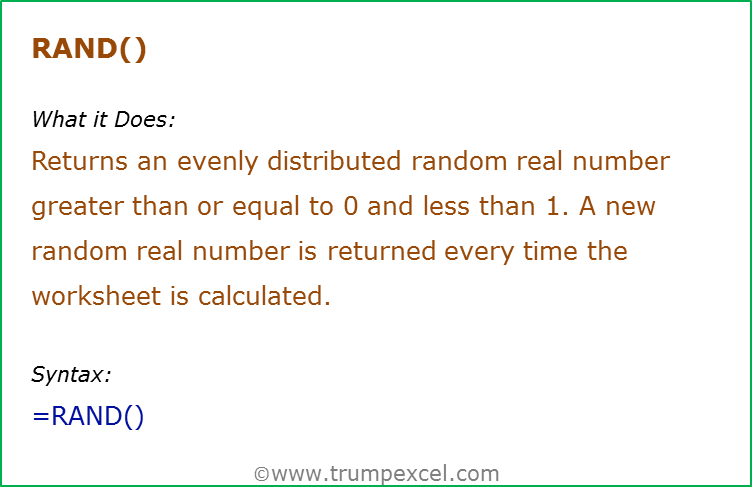 RAND()
What it Does:
Returns an evenly distributed random real number
greater than or equal to 0 and less than 1. A new
random real number is returned every time the
worksheet is calculated.
Syntax:
=RAND()
©www.trumpexcel.com